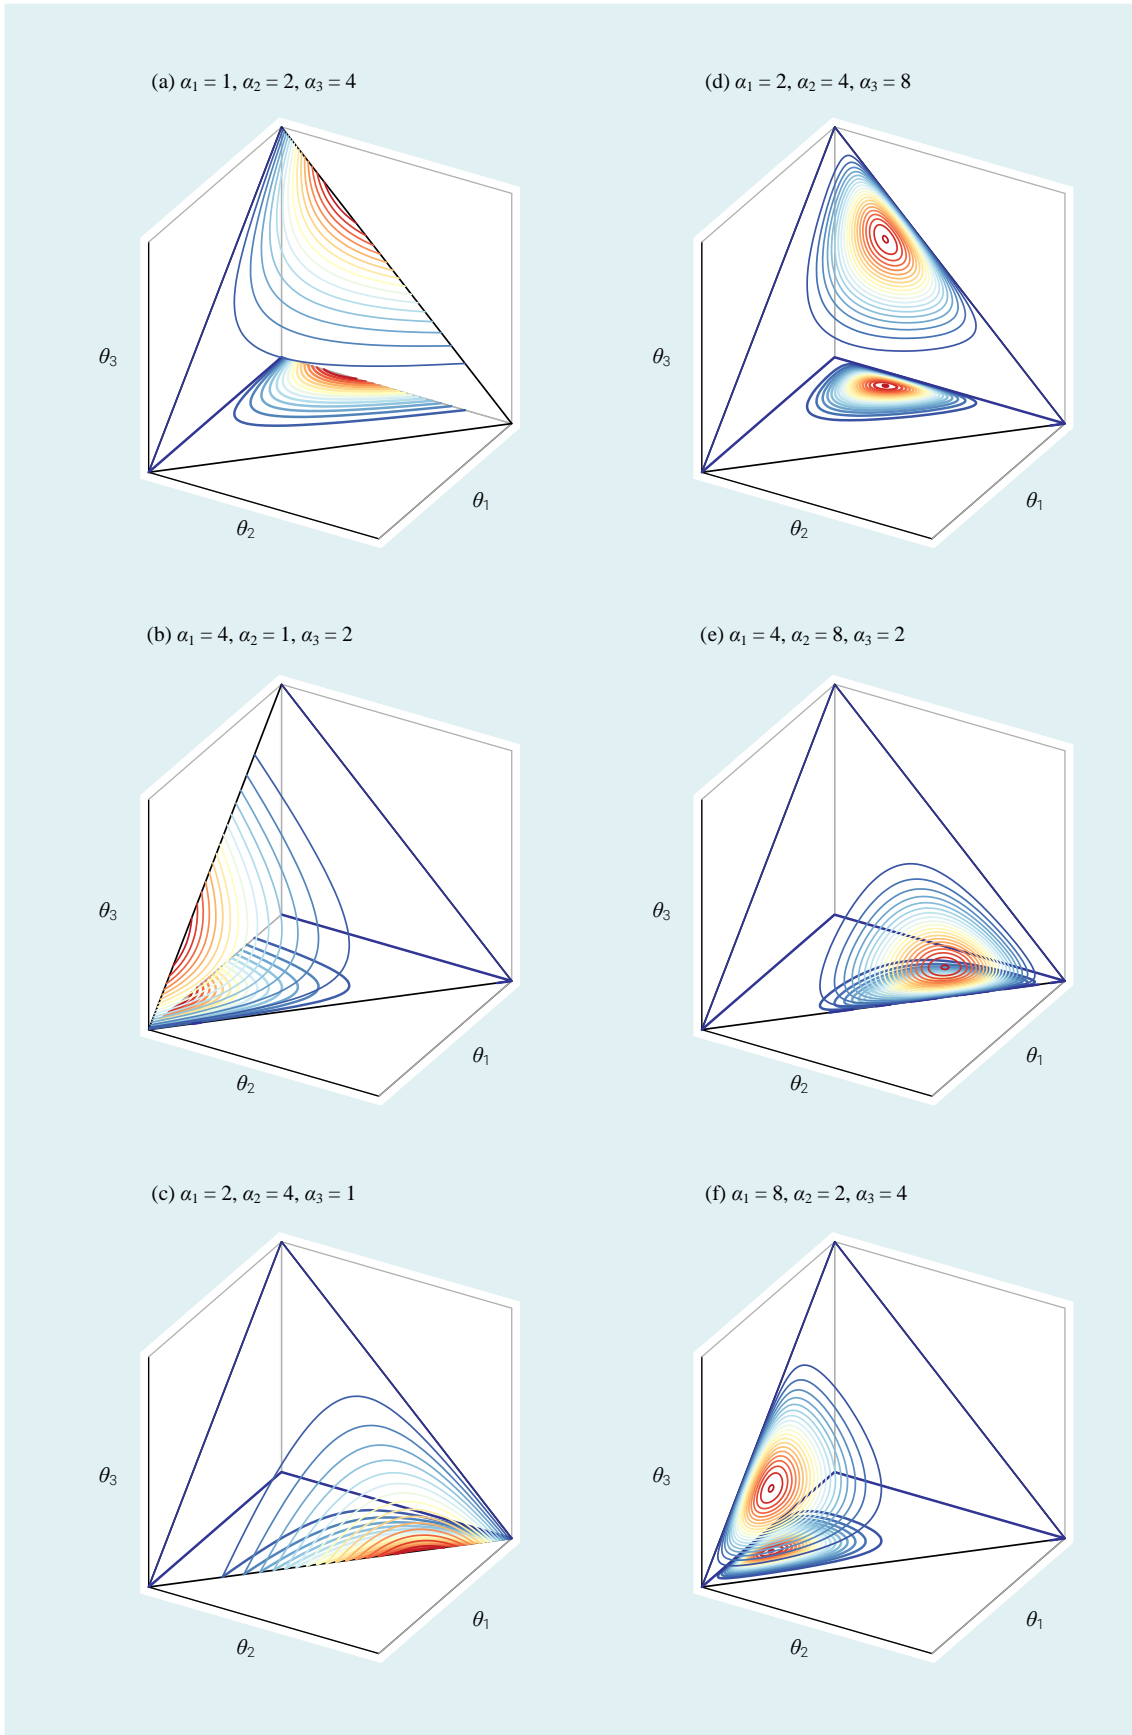 (a) α₁ = 1, α₂ = 2, α₃ = 4
(d) α₁ = 2, α₂ = 4, α₃ = 8
θ₃
θ₁
θ₂
θ₃
θ₁
θ₂
(b) α₁ = 4, α₂ = 1, α₃ = 2
(e) α₁ = 4, α₂ = 8, α₃ = 2
θ₃
θ₁
θ₂
θ₃
θ₁
θ₂
(c) α₁ = 2, α₂ = 4, α₃ = 1
(f) α₁ = 8, α₂ = 2, α₃ = 4
θ₃
θ₁
θ₂
θ₃
θ₁
θ₂